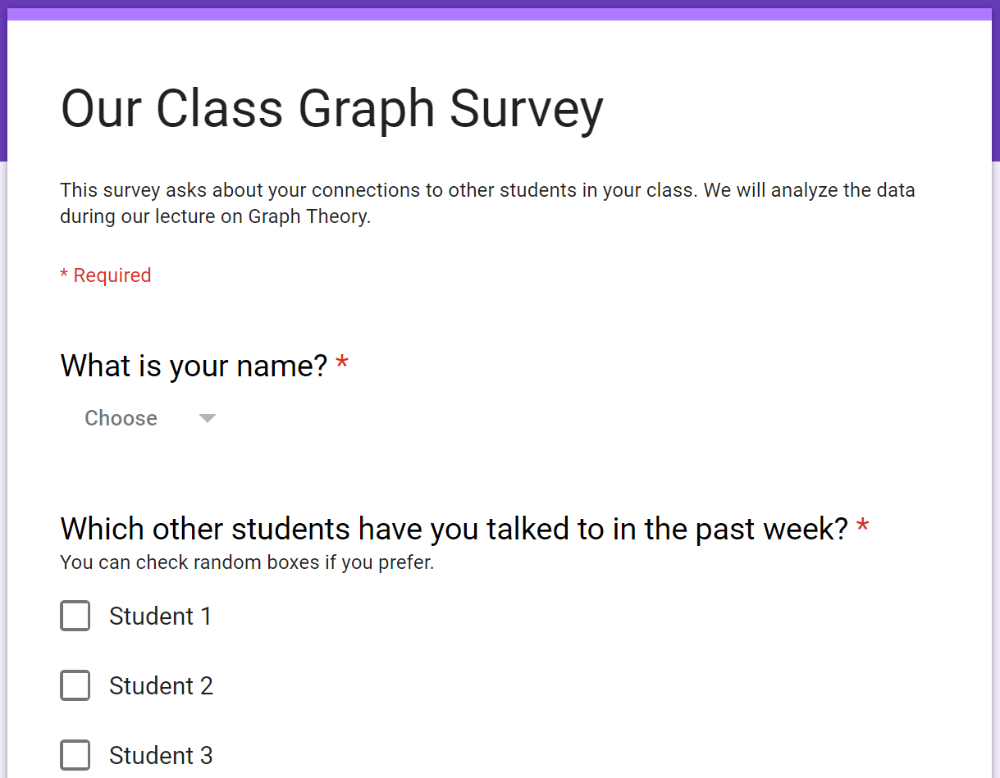 Our Class Graph Survey
This survey asks about your connections to other students in your class. We will analyze the data
during our lecture on Graph Theory.
* Required
What is your name? *
Choose
Which other students have you talked to in the past week? *
You can check random boxes if you prefer.
Student 1
Student 2
Student 3